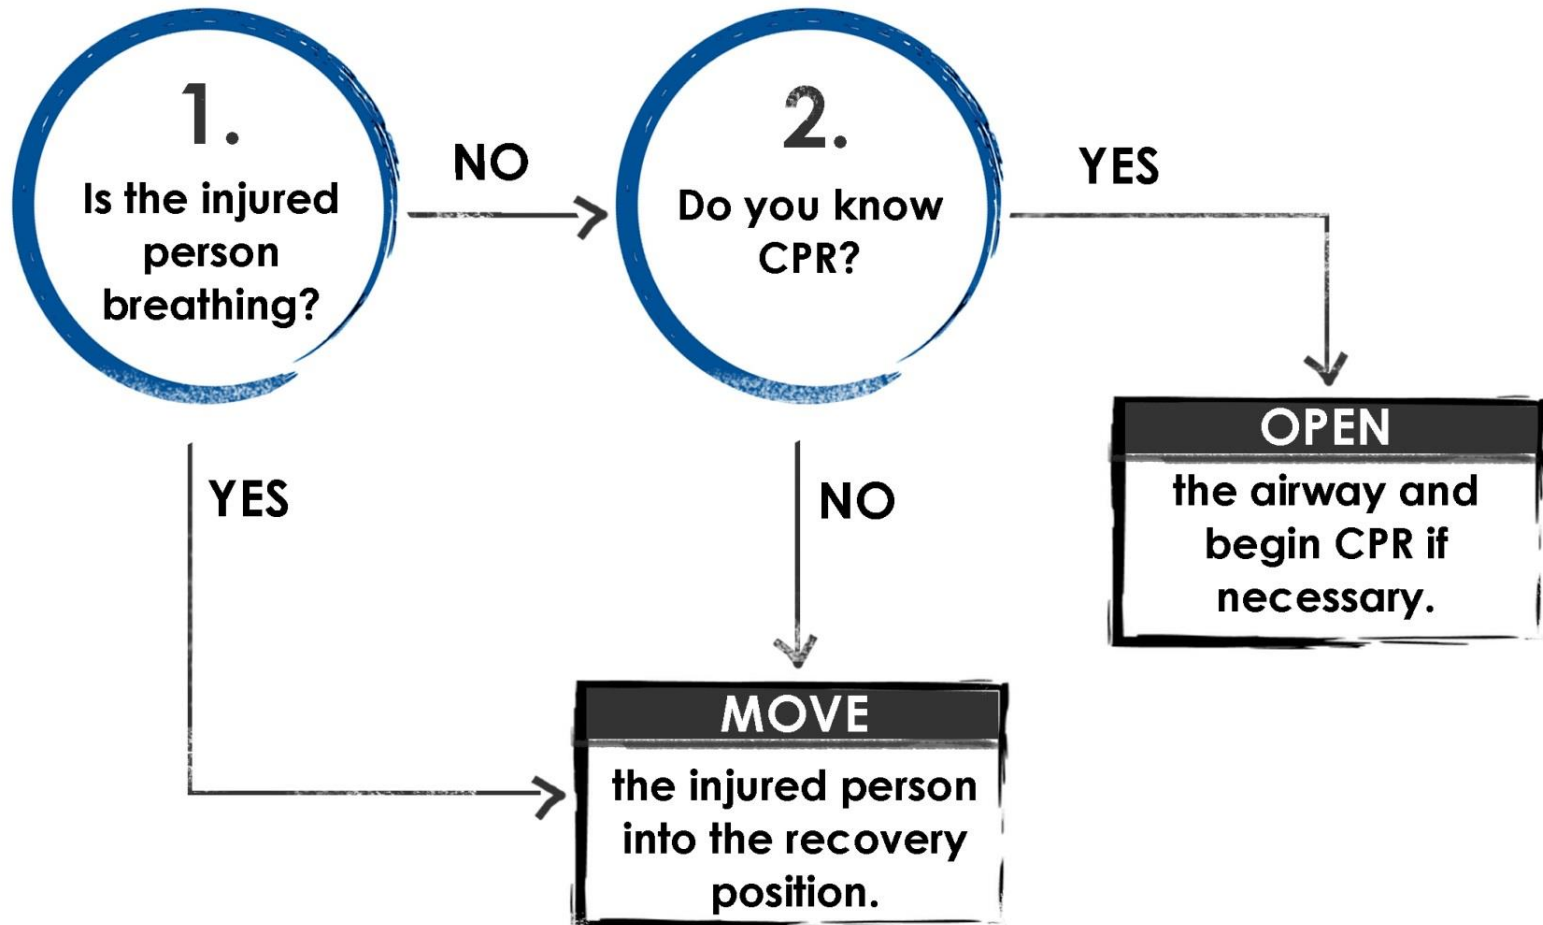 1.
Is the injured
person
breathing?
NO
2.
Do you know
CPR?
YES
OPEN
the airway and
begin CPR if
necessary.
YES
NO
MOVE
the injured person
into the recovery
position.